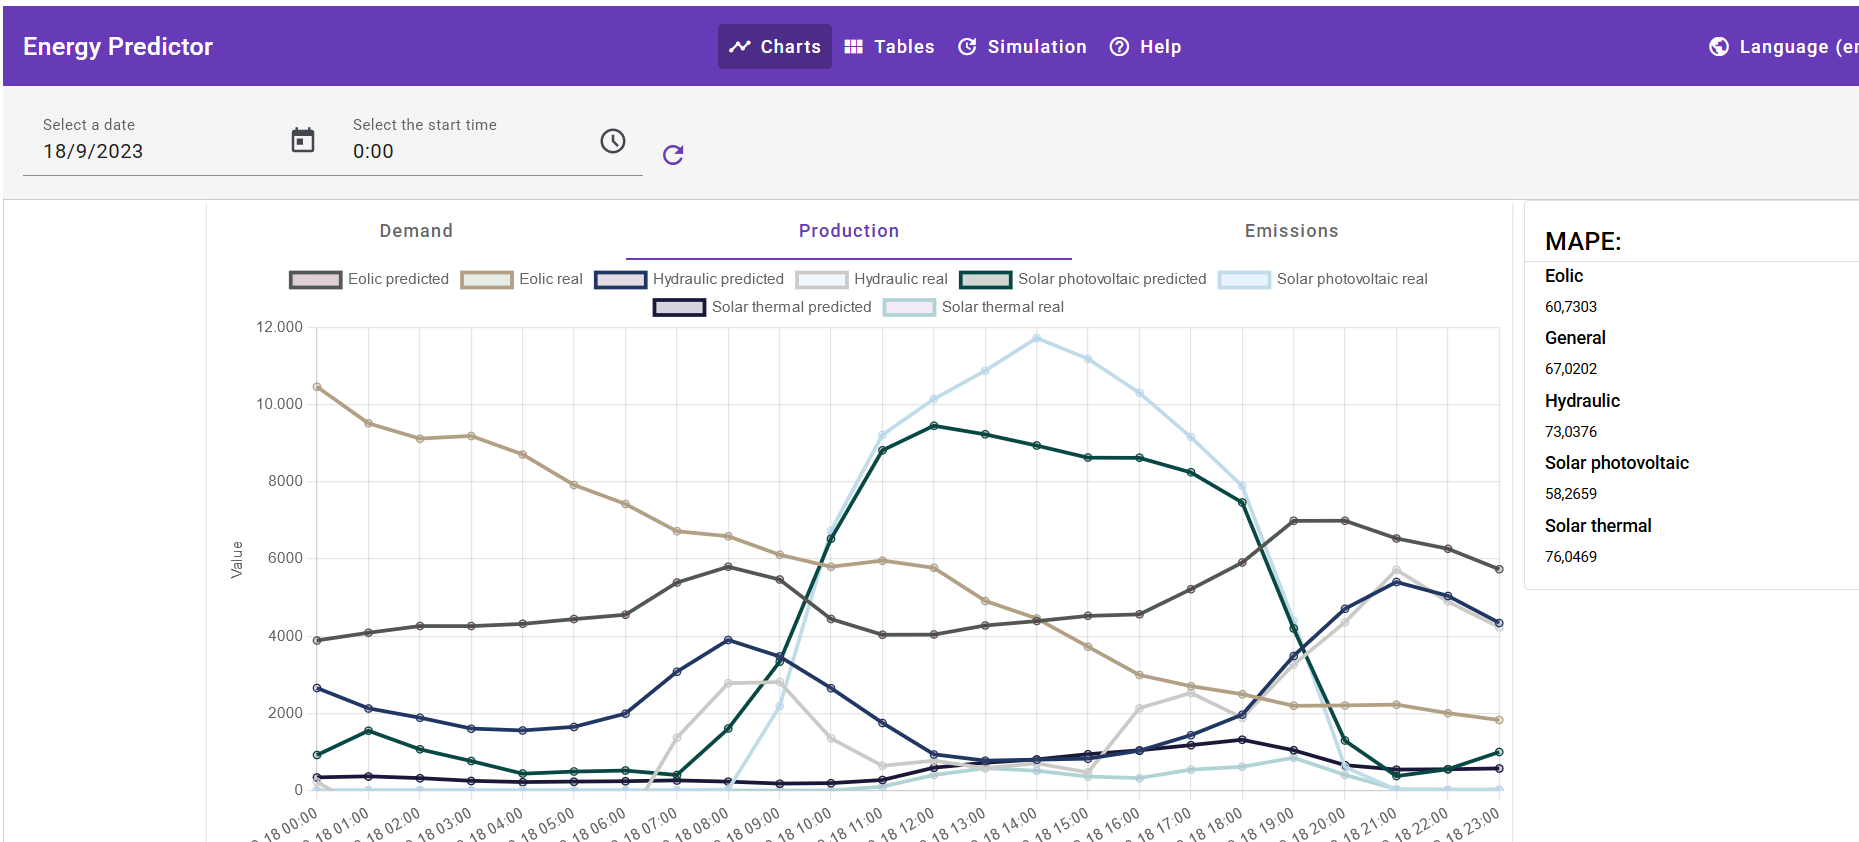 Energy Predictor
Charts
Tables
Simulation
Help
Language (er
Select a date
18/9/2023
Select the start time
0:00
Demand
Production
Emissions
Eolic predicted
Eolic real
Hydraulic predicted
Hydraulic real
Solar photovoltaic predicted
Solar photovoltaic real
Solar thermal predicted
Solar thermal real
Value
12.000
10.000
8000
6000
4000
2000
0
18 00:00
18 01:00
18 02:00
18 03:00
18 04:00
18 05:00
18 06:00
18 07:00
18 08:00
18 09:00
18 10:00
18 11:00
18 12:00
18 13:00
18 14:00
18 15:00
18 16:00
18 17:00
18 18:00
18 19:00
18 20:00
18 21:00
18 22:00
18 23:00
MAPE:
Eolic
60,7303
General
67,0202
Hydraulic
73,0376
Solar photovoltaic
58,2659
Solar thermal
76,0469